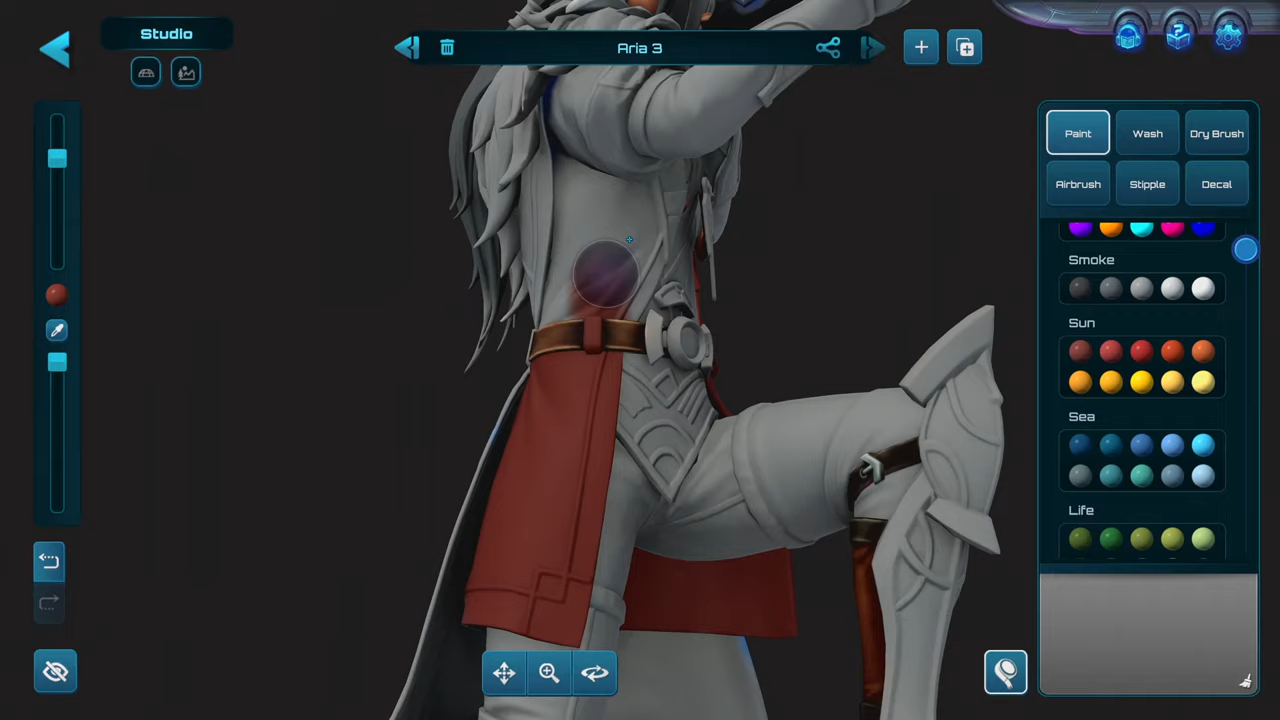 Studio
Aria 3
Paint
Wash
Dry Brush
Airbrush
Stipple
Decal
Smoke
Sun
Sea
Life